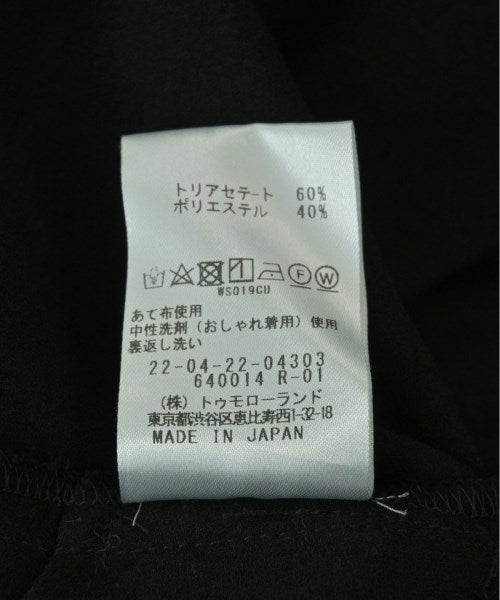 トリアセテート 60%
ポリエステル 40%
F W
WS019CU
あて布使用
中性洗剤（おしゃれ着用）使用
裏返し洗い
22-04-22-04303
640014 R-01
（株）トゥモローランド
東京都渋谷区恵比寿西1-32-18
MADE IN JAPAN